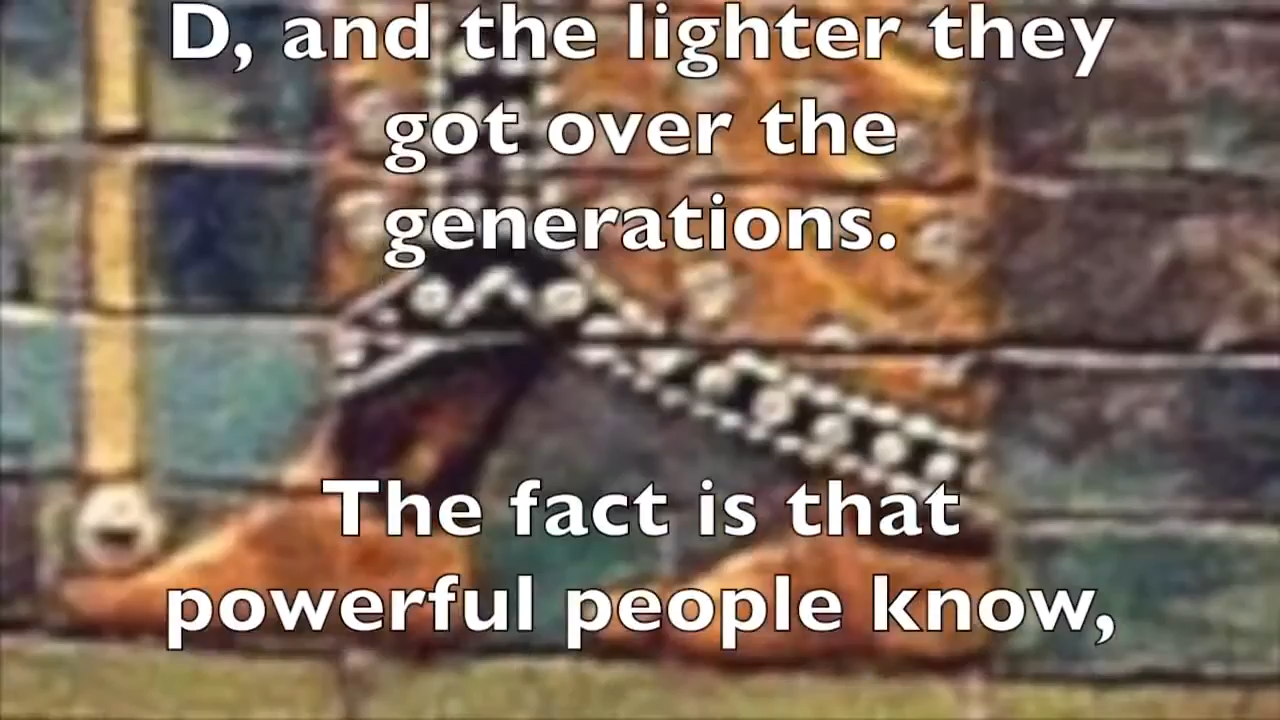 D, and the lighter they
got over the
generations.
The fact is that
powerful people know,